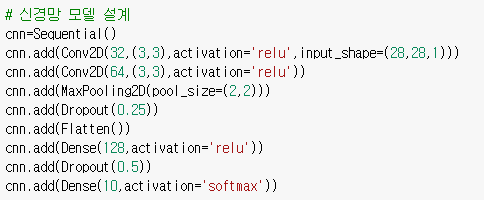 # 신경망 모델 설계
cnn=Sequential()
cnn.add(Conv2D(32,(3,3),activation='relu',input_shape=(28,28,1)))
cnn.add(Conv2D(64,(3,3),activation='relu'))
cnn.add(MaxPooling2D(pool_size=(2,2)))
cnn.add(Dropout(0.25))
cnn.add(Flatten())
cnn.add(Dense(128,activation='relu'))
cnn.add(Dropout(0.5))
cnn.add(Dense(10,activation='softmax'))